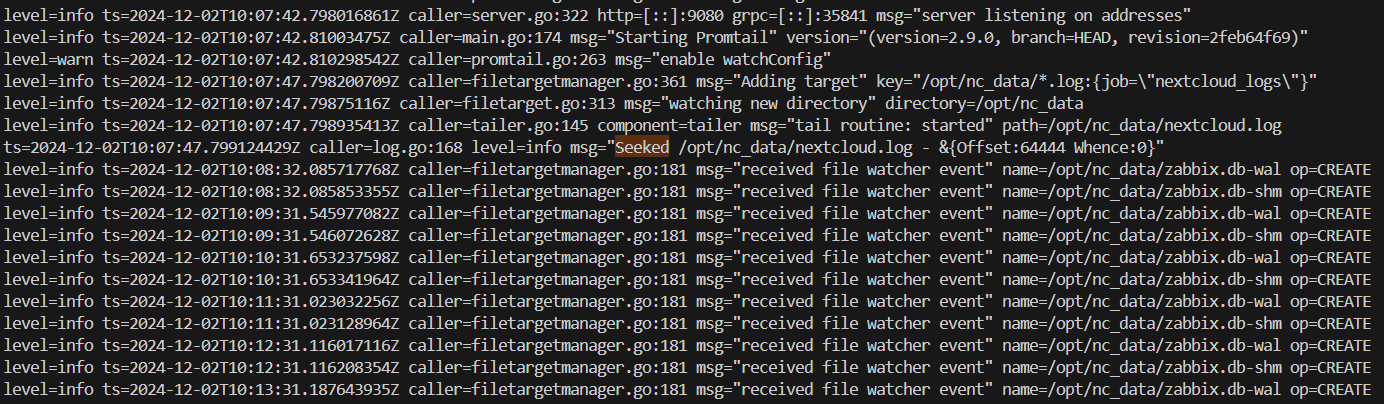 level=info ts=2024-12-02T10:07:42.798016861Z caller=server.go:322 http=[::]:9080 grpc=[::]:35841 msg="server listening on addresses"
level=info ts=2024-12-02T10:07:42.81003475Z caller=main.go:174 msg="Starting Promtail" version="(version=2.9.0, branch=HEAD, revision=2feb64f69)"
level=warn ts=2024-12-02T10:07:42.810298542Z caller=promtail.go:263 msg="enable watchConfig"
level=info ts=2024-12-02T10:07:47.798200709Z caller=filetargetmanager.go:361 msg="Adding target" key="/opt/nc_data/*.log:{job=\"nextcloud_logs\"}"
level=info ts=2024-12-02T10:07:47.79875116Z caller=filetarget.go:313 msg="watching new directory" directory=/opt/nc_data
level=info ts=2024-12-02T10:07:47.798935413Z caller=tailer.go:145 component=tailer msg="tail routine: started" path=/opt/nc_data/nextcloud.log
ts=2024-12-02T10:07:47.799124429Z caller=log.go:168 level=info msg="Seeked /opt/nc_data/nextcloud.log - &{Offset:64444 Whence:0}"
level=info ts=2024-12-02T10:08:32.085717768Z caller=filetargetmanager.go:181 msg="received file watcher event" name=/opt/nc_data/zabbix.db-wal op=CREATE
level=info ts=2024-12-02T10:08:32.085853355Z caller=filetargetmanager.go:181 msg="received file watcher event" name=/opt/nc_data/zabbix.db-shm op=CREATE
level=info ts=2024-12-02T10:09:31.545977082Z caller=filetargetmanager.go:181 msg="received file watcher event" name=/opt/nc_data/zabbix.db-wal op=CREATE
level=info ts=2024-12-02T10:09:31.546072628Z caller=filetargetmanager.go:181 msg="received file watcher event" name=/opt/nc_data/zabbix.db-shm op=CREATE
level=info ts=2024-12-02T10:10:31.653237598Z caller=filetargetmanager.go:181 msg="received file watcher event" name=/opt/nc_data/zabbix.db-wal op=CREATE
level=info ts=2024-12-02T10:10:31.653341964Z caller=filetargetmanager.go:181 msg="received file watcher event" name=/opt/nc_data/zabbix.db-shm op=CREATE
level=info ts=2024-12-02T10:11:31.023032256Z caller=filetargetmanager.go:181 msg="received file watcher event" name=/opt/nc_data/zabbix.db-wal op=CREATE
level=info ts=2024-12-02T10:11:31.023128964Z caller=filetargetmanager.go:181 msg="received file watcher event" name=/opt/nc_data/zabbix.db-shm op=CREATE
level=info ts=2024-12-02T10:12:31.116017116Z caller=filetargetmanager.go:181 msg="received file watcher event" name=/opt/nc_data/zabbix.db-wal op=CREATE
level=info ts=2024-12-02T10:12:31.116208354Z caller=filetargetmanager.go:181 msg="received file watcher event" name=/opt/nc_data/zabbix.db-shm op=CREATE
level=info ts=2024-12-02T10:13:31.187643935Z caller=filetargetmanager.go:181 msg="received file watcher event" name=/opt/nc_data/zabbix.db-wal op=CREATE